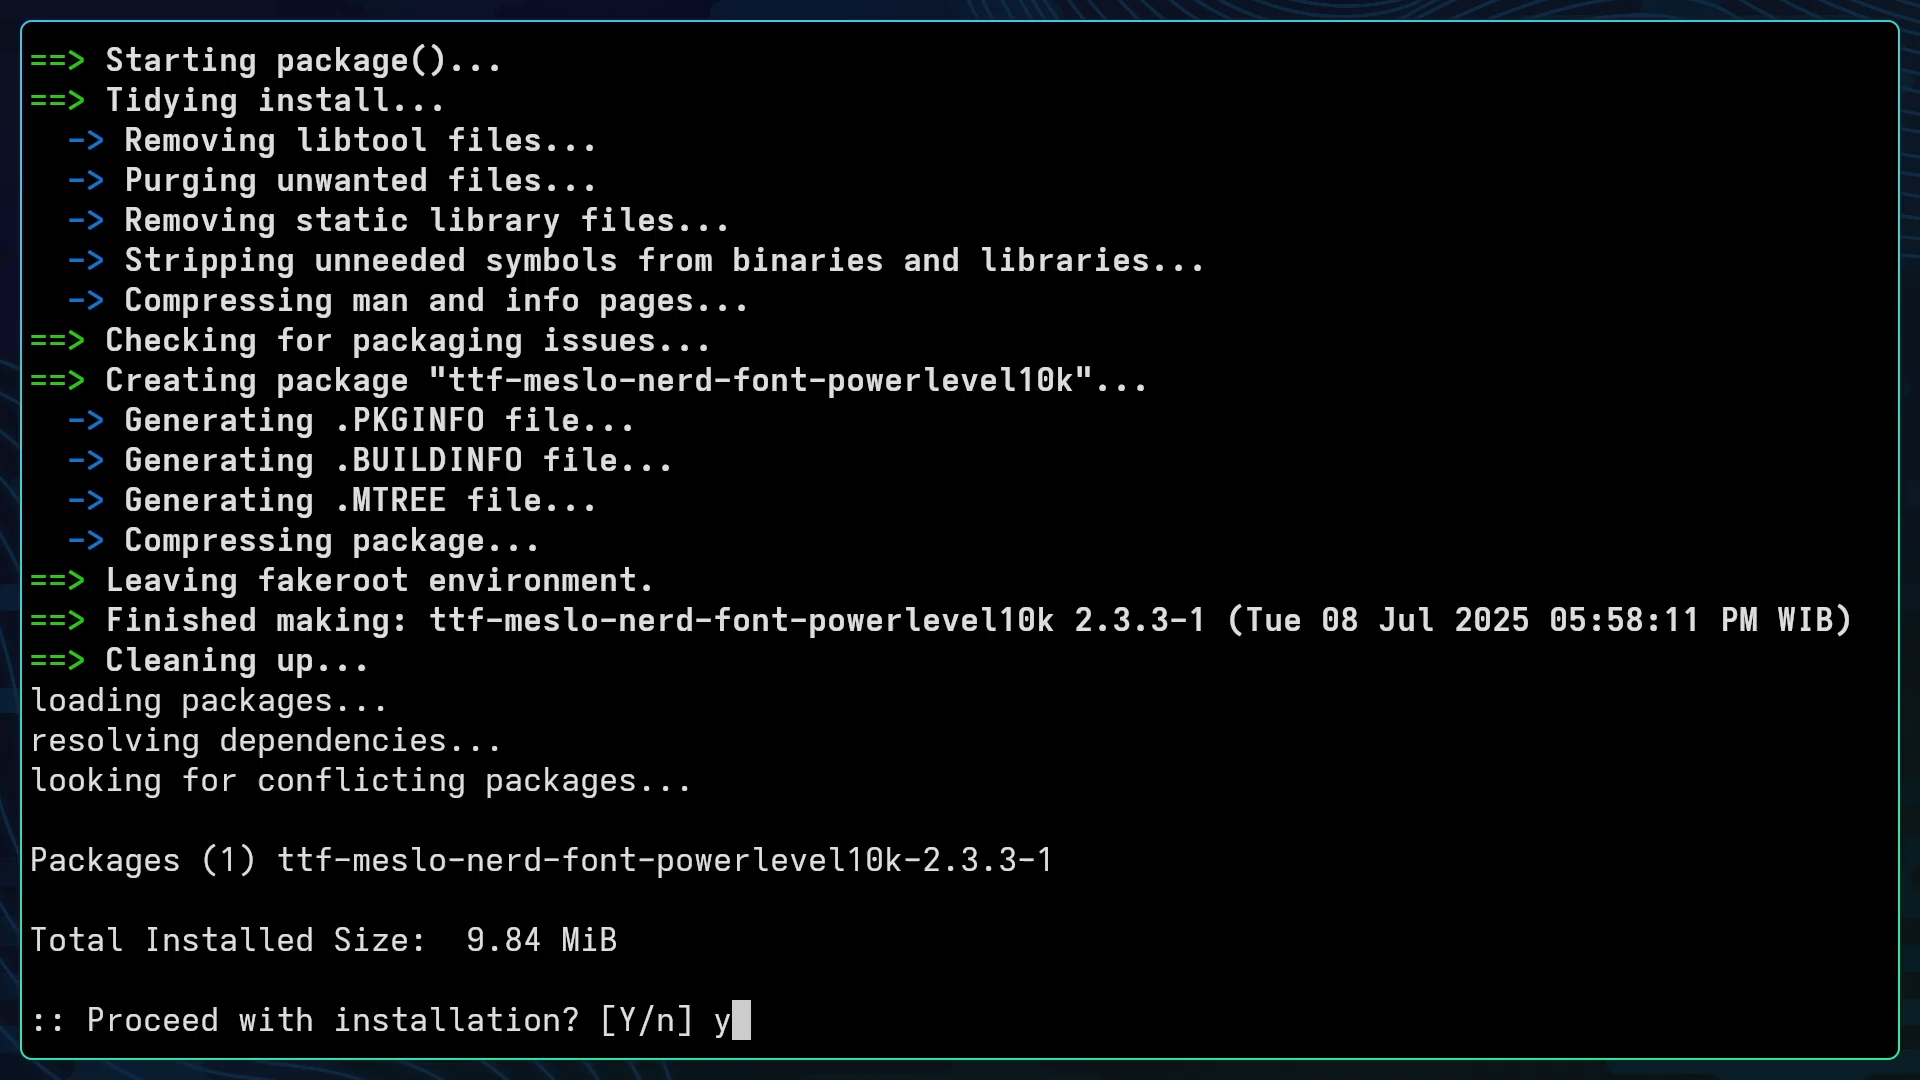 ==> Starting package()...
==> Tidying install...
  -> Removing libtool files...
  -> Purging unwanted files...
  -> Removing static library files...
  -> Stripping unneeded symbols from binaries and libraries...
  -> Compressing man and info pages...
==> Checking for packaging issues...
==> Creating package "ttf-meslo-nerd-font-powerlevel10k"...
  -> Generating .PKGINFO file...
  -> Generating .BUILDINFO file...
  -> Generating .MTREE file...
  -> Compressing package...
==> Leaving fakeroot environment.
==> Finished making: ttf-meslo-nerd-font-powerlevel10k 2.3.3-1 (Tue 08 Jul 2025 05:58:11 PM WIB)
==> Cleaning up...
loading packages...
resolving dependencies...
looking for conflicting packages...

Packages (1) ttf-meslo-nerd-font-powerlevel10k-2.3.3-1

Total Installed Size:  9.84 MiB

:: Proceed with installation? [Y/n] y